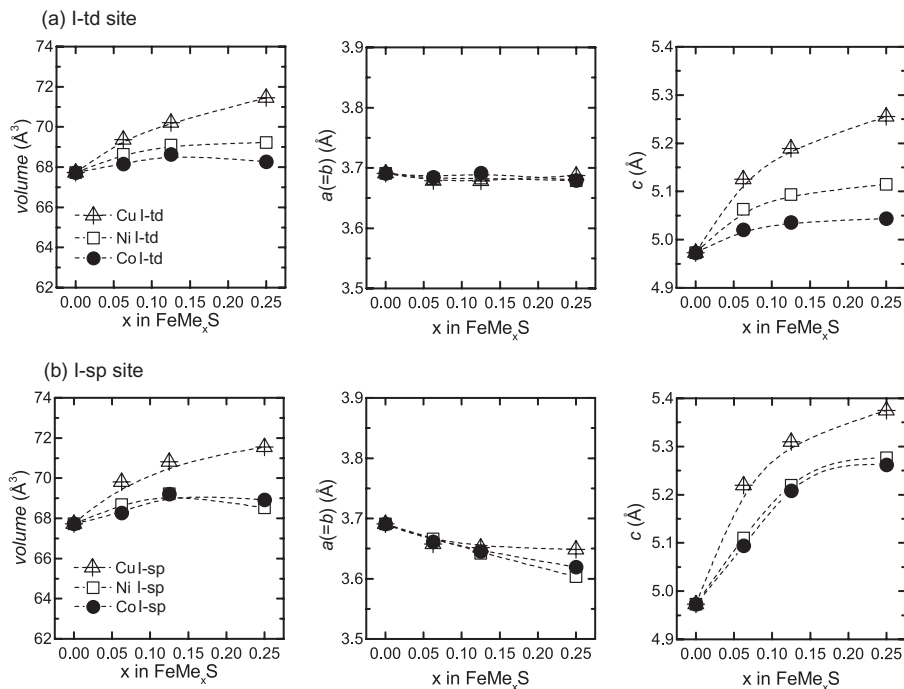 (a) I-td site
74
72
70
68
66
64
62
volume (Å³)
Cu I-td
Ni I-td
Co I-td
0.00 0.05 0.10 0.15 0.20 0.25
x in FeMeₓS
3.9
3.8
3.7
3.6
3.5
a(=b) (Å)
0.00 0.05 0.10 0.15 0.20 0.25
x in FeMeₓS
5.4
5.3
5.2
5.1
5.0
4.9
c (Å)
0.00 0.05 0.10 0.15 0.20 0.25
x in FeMeₓS
(b) I-sp site
74
72
70
68
66
64
62
volume (Å³)
Cu I-sp
Ni I-sp
Co I-sp
0.00 0.05 0.10 0.15 0.20 0.25
x in FeMeₓS
3.9
3.8
3.7
3.6
3.5
a(=b) (Å)
0.00 0.05 0.10 0.15 0.20 0.25
x in FeMeₓS
5.4
5.3
5.2
5.1
5.0
4.9
c (Å)
0.00 0.05 0.10 0.15 0.20 0.25
x in FeMeₓS